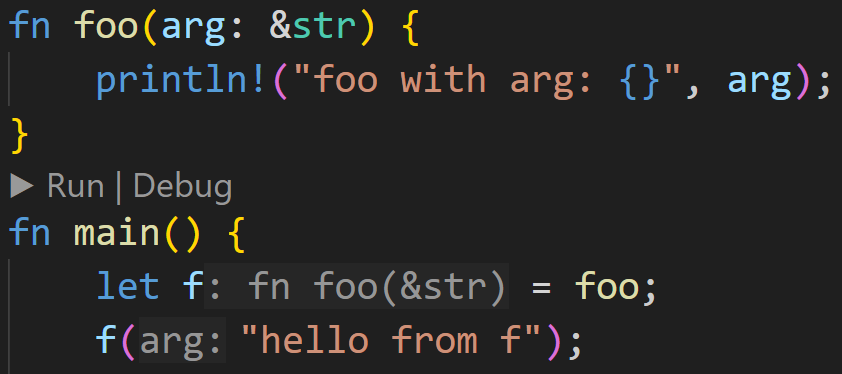 fn foo(arg: &str) {
    println!("foo with arg: {}", arg);
}
▶ Run | Debug
fn main() {
    let f: fn foo(&str) = foo;
    f(arg: "hello from f");